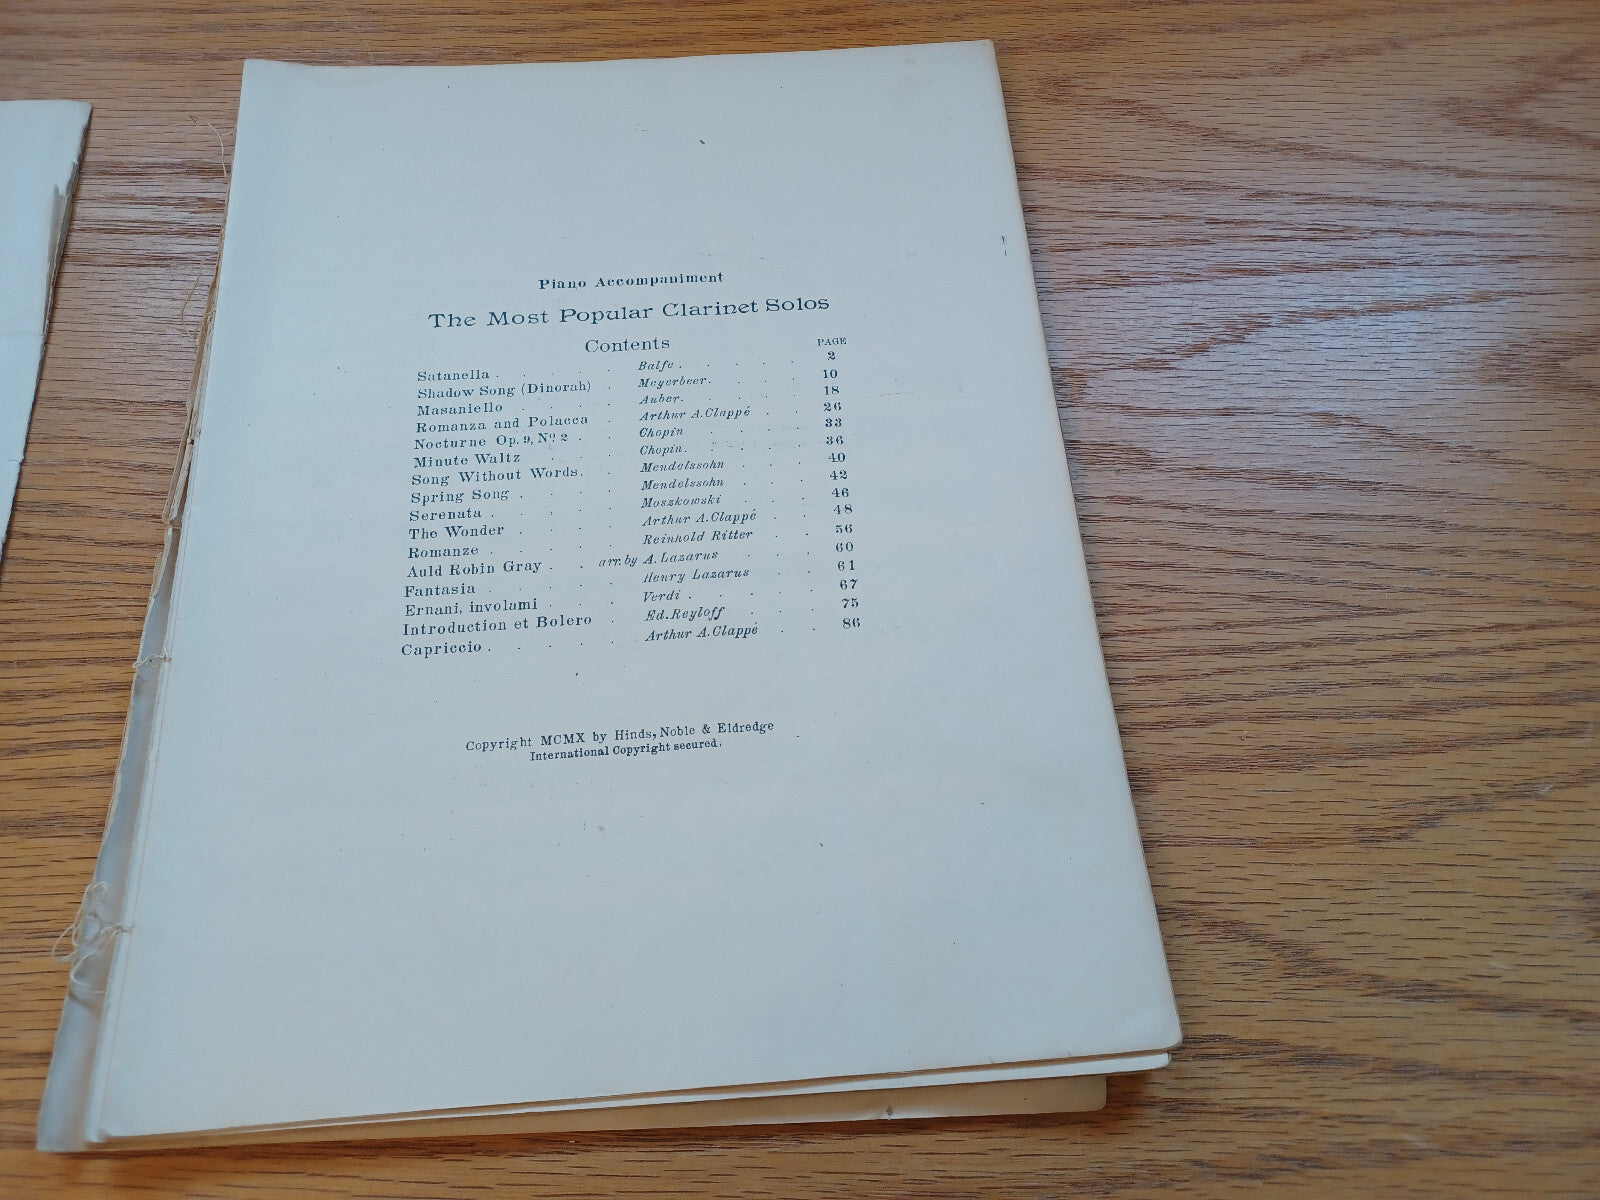 Piano Accompaniment
The Most Popular Clarinet Solos
Contents
PAGE
Satanella . . . . . Balfe . . . . . 2
Shadow Song (Dinorah) . Meyerbeer. . . . 10
Masaniello . . . . Auber. . . . . 18
Romanza and Polacca . Arthur A. Clappé . . 26
Nocturne Op. 9, No. 2 . . Chopin . . . . 33
Minute Waltz . . . Chopin. . . . . 36
Song Without Words. . Mendelssohn . . . 40
Spring Song . . . . Mendelssohn . . . 42
Serenata . . . . . Moszkowski . . . 46
The Wonder . . . . Arthur A. Clappé . . 48
Romanze . . . . . Reinhold Ritter . . 56
Auld Robin Gray . . arr. by A. Lazarus . . . 60
Fantasia . . . . . Henry Lazarus . . 61
Ernani, involami . . . Verdi . . . . . 67
Introduction et Bolero . Ed. Reyloff . . . 75
Capriccio . . . . . Arthur A. Clappé . . 86
Copyright MCMX by Hinds, Noble & Eldredge
International Copyright secured.